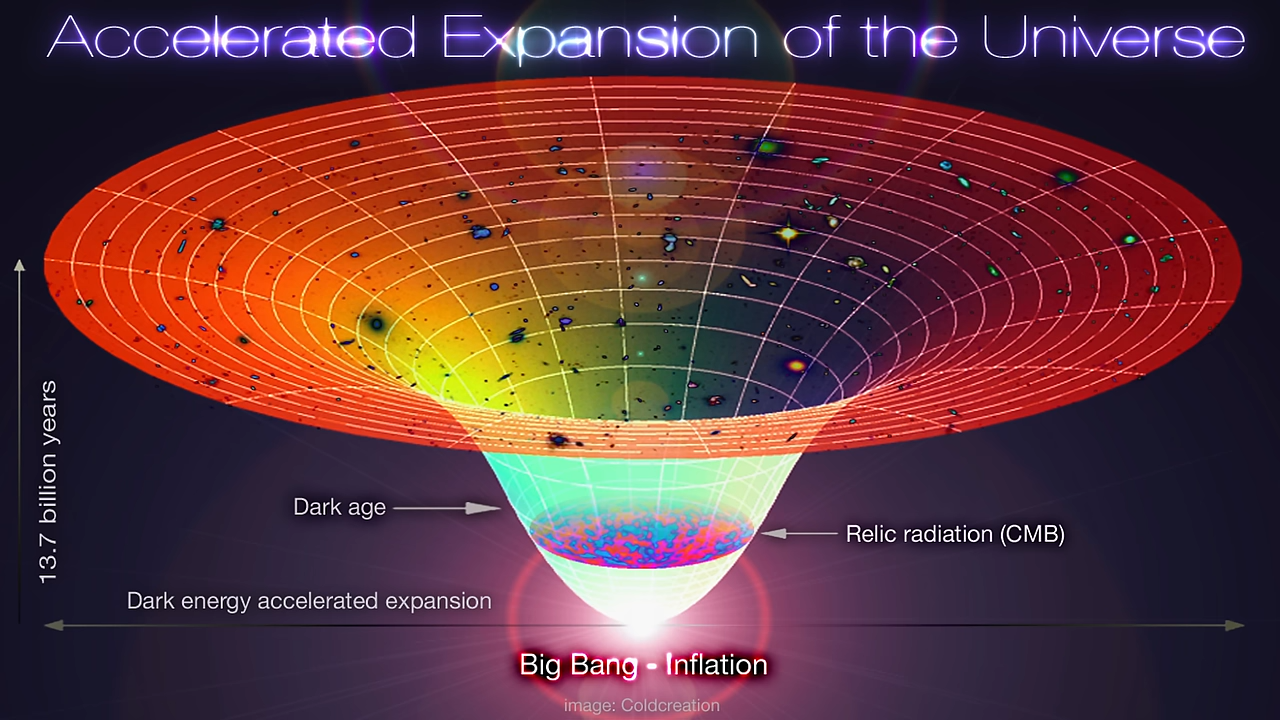 Accelerated Expansion of the Universe
13.7 billion years
Dark age
Relic radiation (CMB)
Dark energy accelerated expansion
Big Bang - Inflation
image: Coldcreation